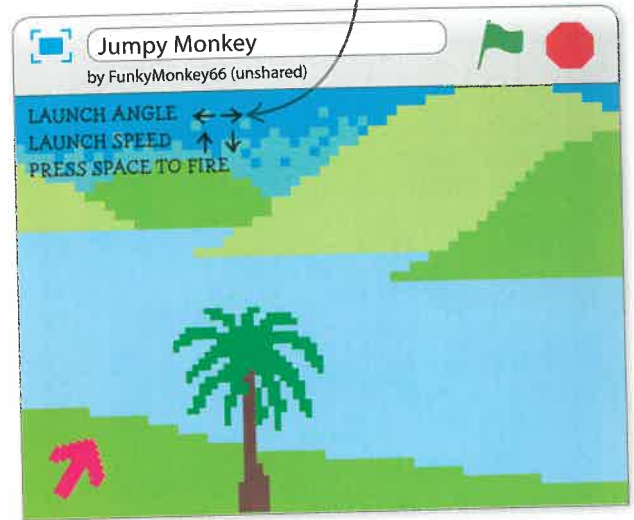 Jumpy Monkey
by FunkyMonkey66 (unshared)
LAUNCH ANGLE ← →
LAUNCH SPEED ↑ ↓
PRESS SPACE TO FIRE